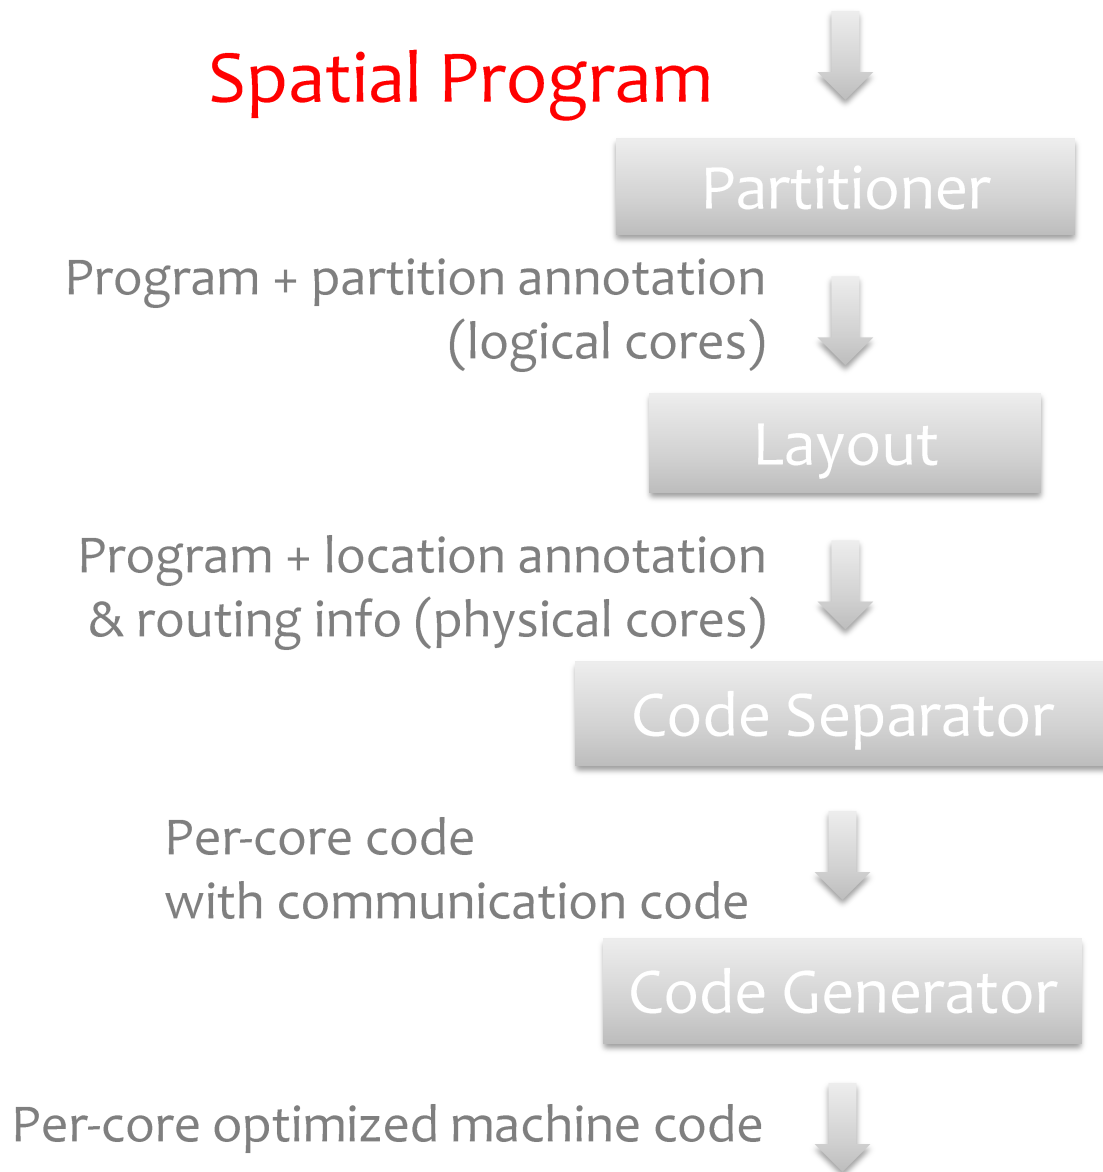 Spatial Program
Partitioner
Program + partition annotation
(logical cores)
Layout
Program + location annotation
& routing info (physical cores)
Code Separator
Per-core code
with communication code
Code Generator
Per-core optimized machine code